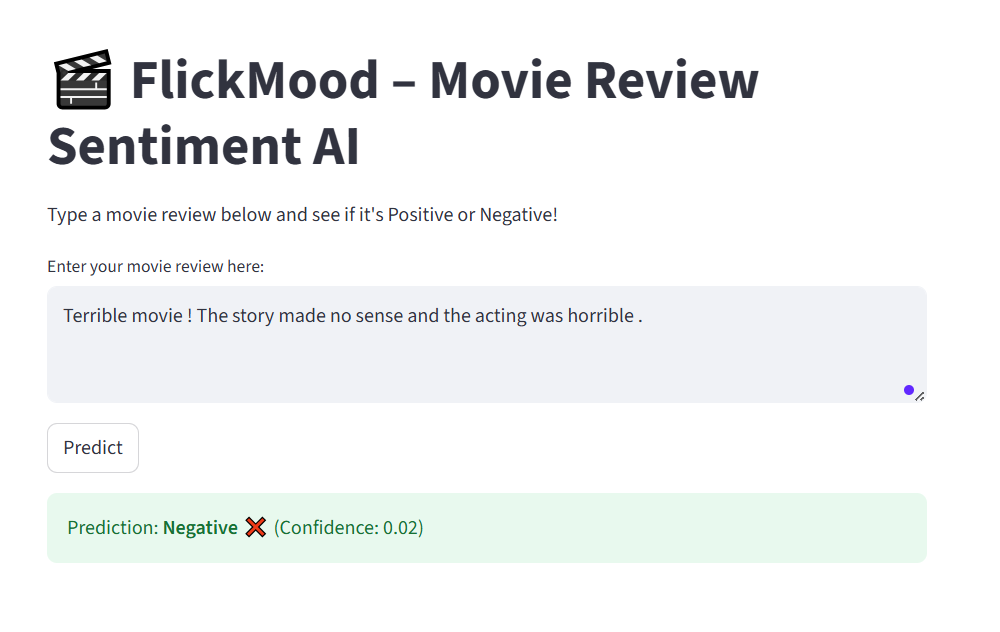 🎬 FlickMood – Movie Review
Sentiment AI
Type a movie review below and see if it's Positive or Negative!
Enter your movie review here:
Terrible movie ! The story made no sense and the acting was horrible .
Predict
Prediction: Negative ❌ (Confidence: 0.02)